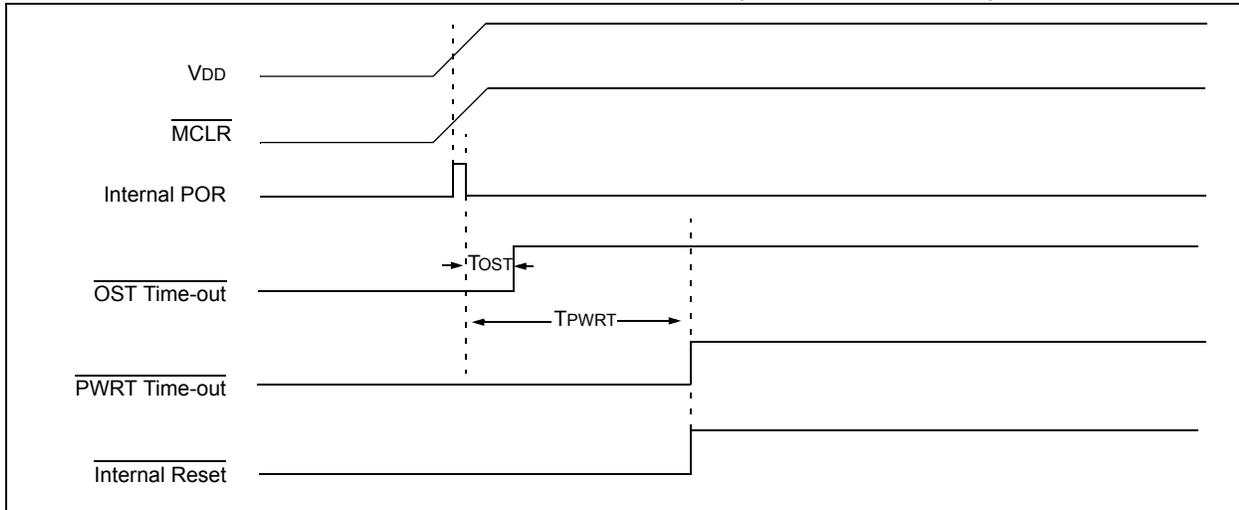 VDD
MCLR
Internal POR
TOST
OST Time-out
TPWRT
PWRT Time-out
Internal Reset